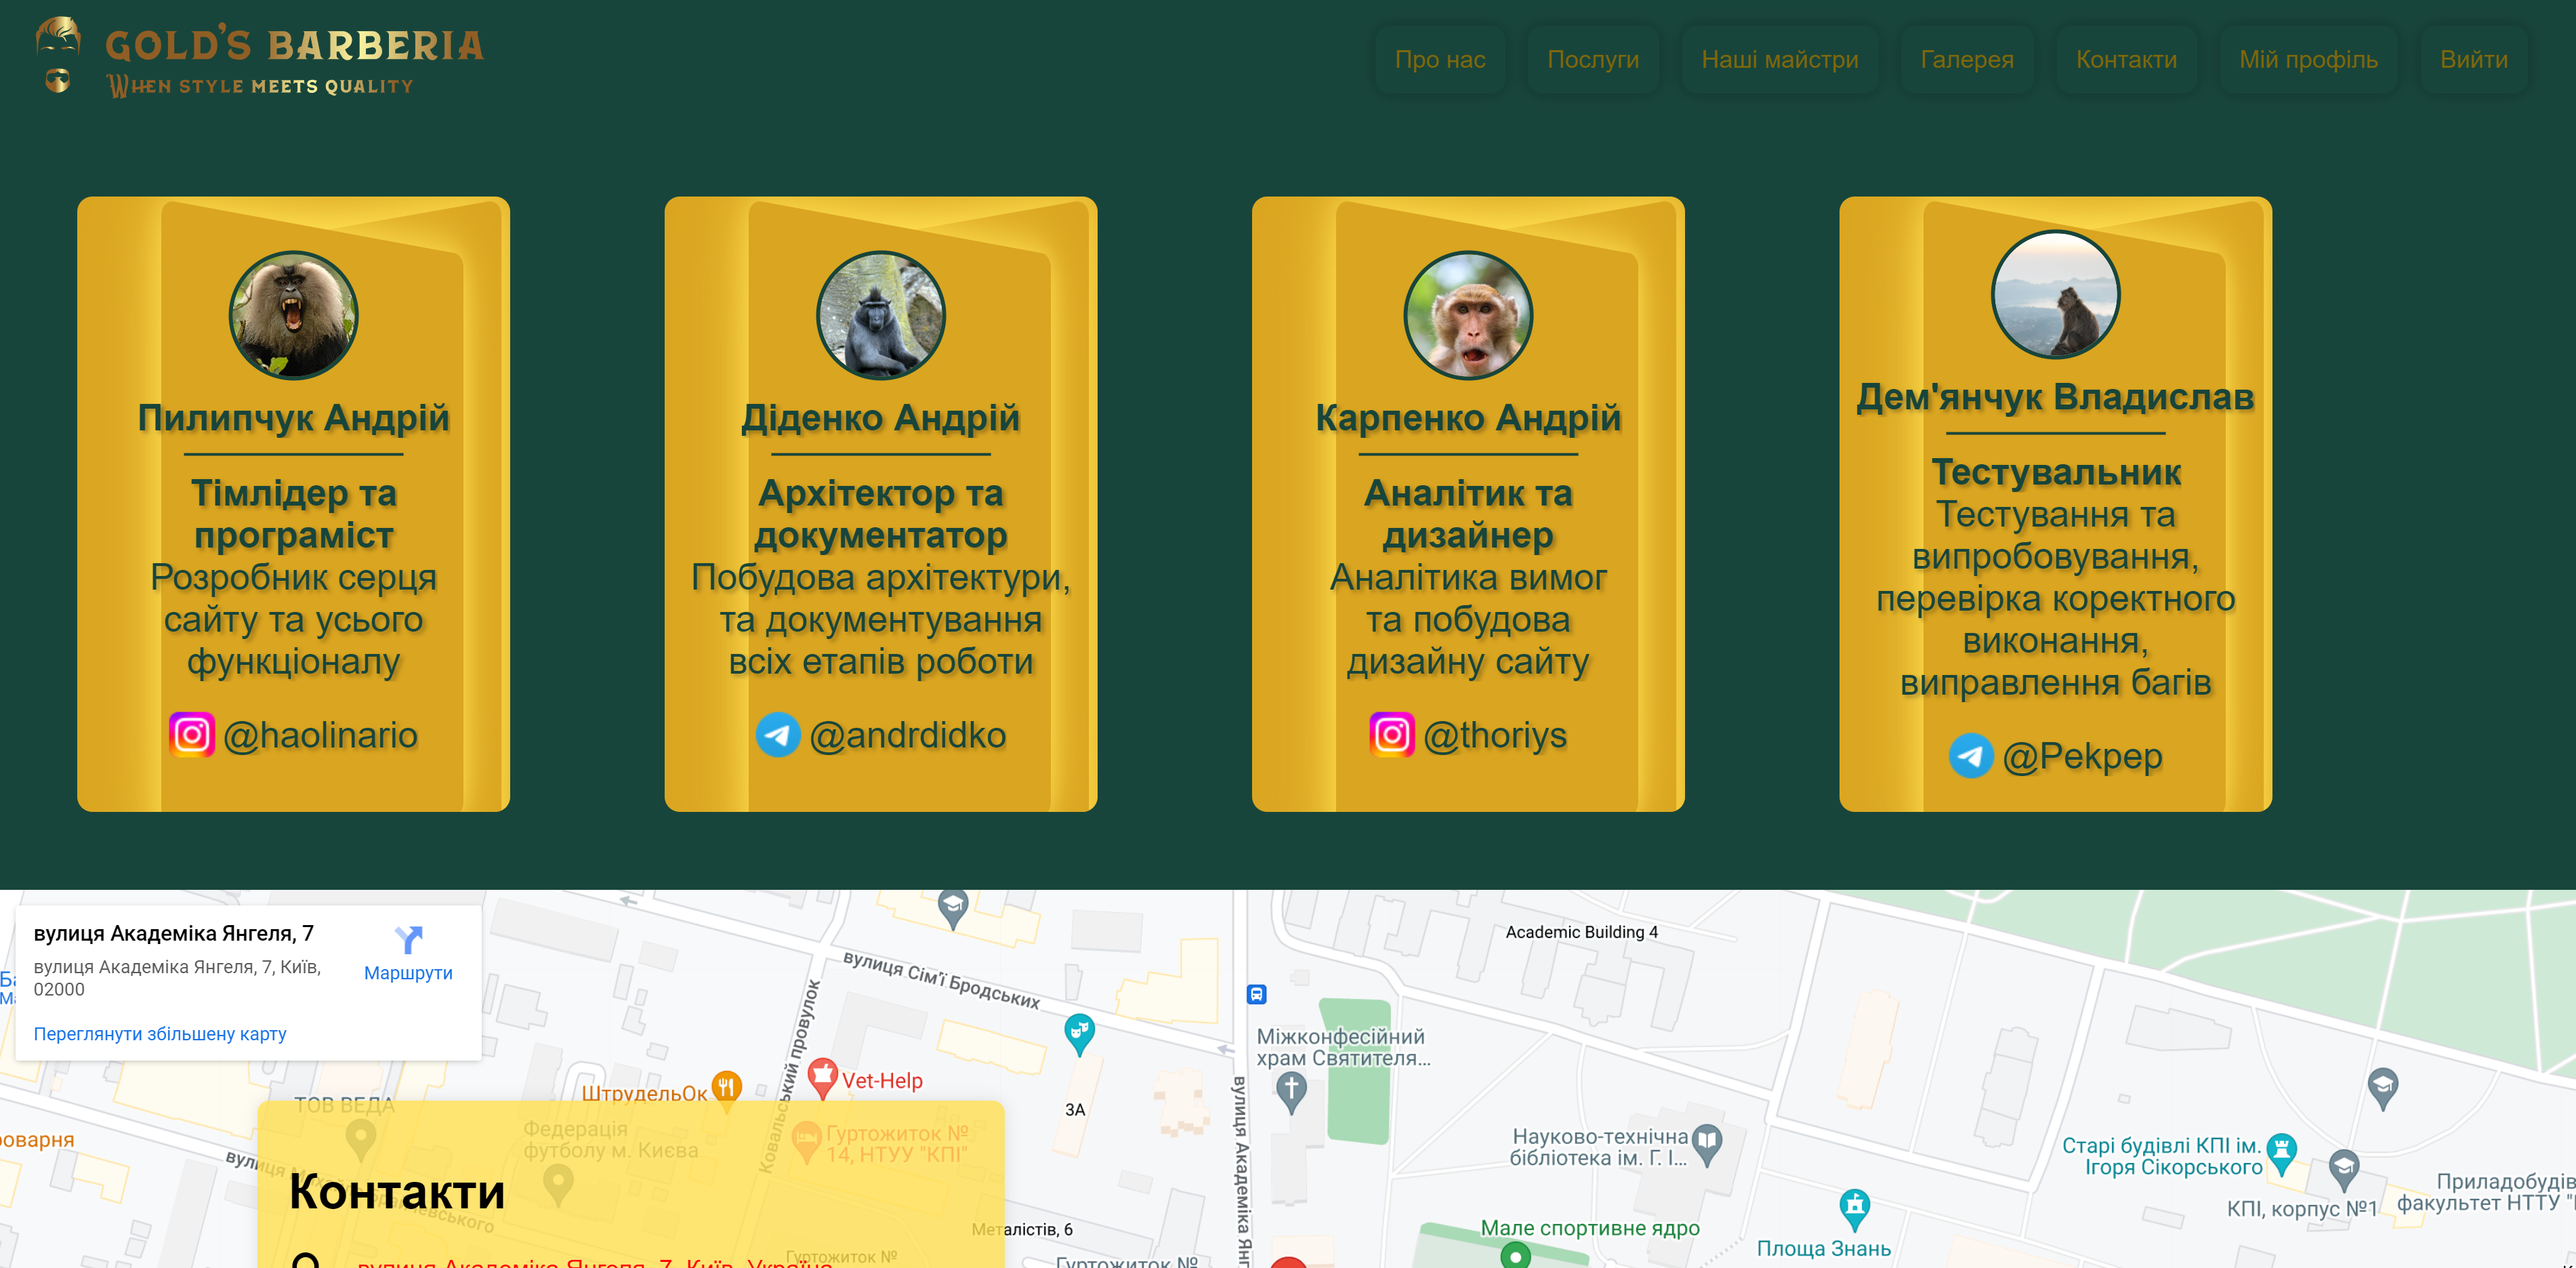 GOLD'S BARBERIA
WHEN STYLE MEETS QUALITY
Про нас
Послуги
Наші майстри
Галерея
Контакти
Мій профіль
Вийти
Пилипчук Андрій
Тімлідер та
програміст
Розробник серця
сайту та усього
функціоналу
@haolinario
Діденко Андрій
Архітектор та
документатор
Побудова архітектури,
та документування
всіх етапів роботи
@andrdidko
Карпенко Андрій
Аналітик та
дизайнер
Аналітика вимог
та побудова
дизайну сайту
@thoriys
Дем'янчук Владислав
Тестувальник
Тестування та
випробовування,
перевірка коректного
виконання,
виправлення багів
@Pekpep
вулиця Академіка Янгеля, 7
вулиця Академіка Янгеля, 7, Київ,
02000
Маршрути
Переглянути збільшену карту
вулиця Сім'ї Бродських
Academic Building 4
Міжконфесійний
храм Святителя...
ШтрудельОк
Vet-Help
3А
ТОВ ВЕДА
Федерація
футболу м. Києва
Ковальський провулок
Гуртожиток №
14, НТУУ "КПІ"
вулиця
Науково-технічна
бібліотека ім. Г. І...
Старі будівлі КПІ ім.
Ігоря Сікорського
КПІ, корпус №1
факультет НТТУ
Контакти
Металістів, 6
Мале спортивне ядро
Площа Знань
Гуртожиток №
Гуртожиток №
вулиця Академіка
вулиця Академіка Янгеля, 7, Київ, Україна